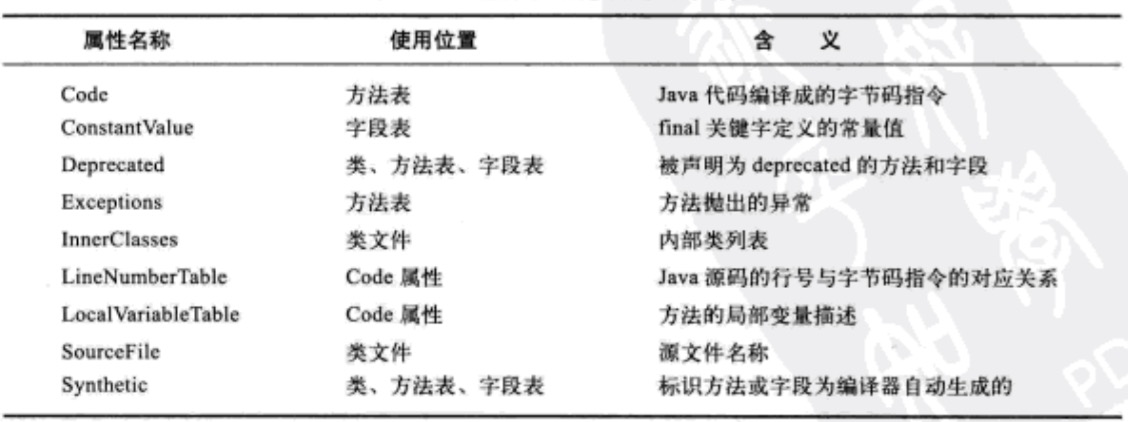 属性名称 使用位置 含 义
Code 方法表 Java 代码编译成的字节码指令
ConstantValue 字段表 final 关键字定义的常量值
Deprecated 类、方法表、字段表 被声明为 deprecated 的方法和字段
Exceptions 方法表 方法抛出的异常
InnerClasses 类文件 内部类列表
LineNumberTable Code 属性 Java 源码的行号与字节码指令的对应关系
LocalVariableTable Code 属性 方法的局部变量描述
SourceFile 类文件 源文件名称
Synthetic 类、方法表、字段表 标识方法或字段为编译器自动生成的
PD